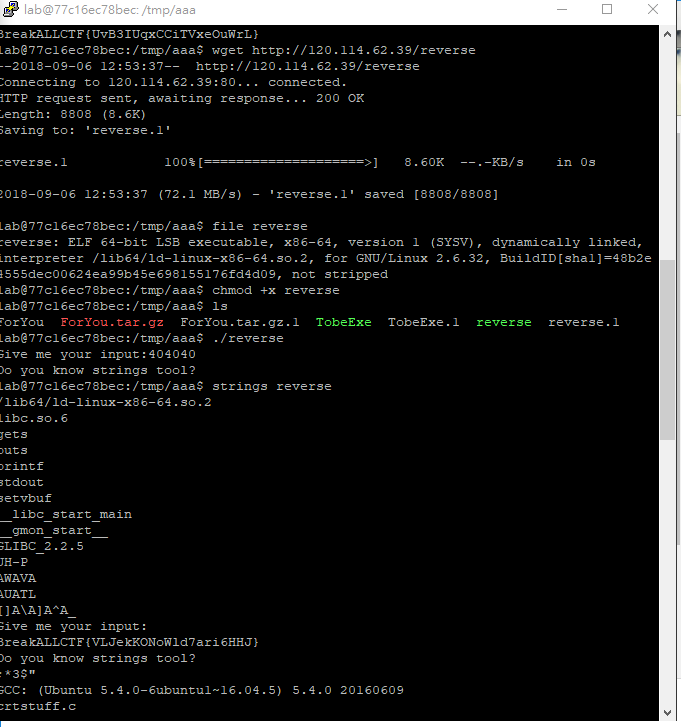 lab@77c16ec78bec: /tmp/aaa
BreakALLCTF{UvB3IUqxCCiTVxeOuWrL}
lab@77c16ec78bec:/tmp/aaa$ wget http://120.114.62.39/reverse
--2018-09-06 12:53:37--  http://120.114.62.39/reverse
Connecting to 120.114.62.39:80... connected.
HTTP request sent, awaiting response... 200 OK
Length: 8808 (8.6K)
Saving to: 'reverse.1'
reverse.1           100%[=====================>]   8.60K  --.-KB/s    in 0s
2018-09-06 12:53:37 (72.1 MB/s) - 'reverse.1' saved [8808/8808]
lab@77c16ec78bec:/tmp/aaa$ file reverse
reverse: ELF 64-bit LSB executable, x86-64, version 1 (SYSV), dynamically linked,
interpreter /lib64/ld-linux-x86-64.so.2, for GNU/Linux 2.6.32, BuildID[sha1]=48b2e
4555dec00624ea99b45e698155176fd4d09, not stripped
lab@77c16ec78bec:/tmp/aaa$ chmod +x reverse
lab@77c16ec78bec:/tmp/aaa$ ls
ForYou  ForYou.tar.gz  ForYou.tar.gz.1  TobeExe  TobeExe.1  reverse  reverse.1
lab@77c16ec78bec:/tmp/aaa$ ./reverse
Give me your input:404040
Do you know strings tool?
lab@77c16ec78bec:/tmp/aaa$ strings reverse
/lib64/ld-linux-x86-64.so.2
libc.so.6
gets
puts
printf
stdout
setvbuf
__libc_start_main
__gmon_start__
GLIBC_2.2.5
UH-P
AWAVA
AUATL
[]A\A]A^A_
Give me your input:
BreakALLCTF{VLJekKONoWld7ari6HHJ}
Do you know strings tool?
;*3$"
GCC: (Ubuntu 5.4.0-6ubuntu1~16.04.5) 5.4.0 20160609
crtstuff.c